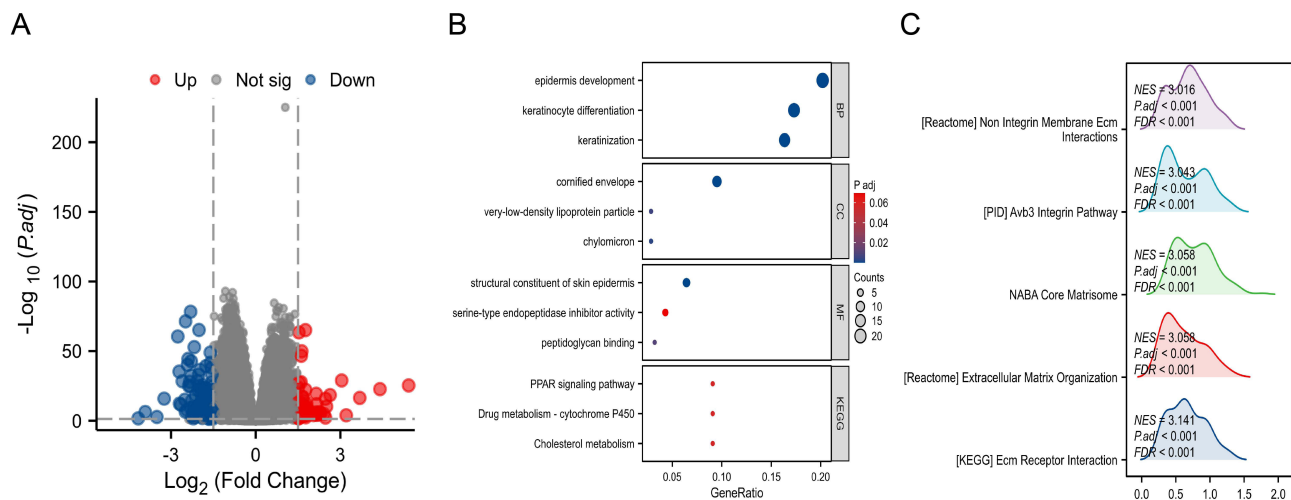 A
Up Not sig Down
200
150
100
50
0
-Log 10 (P.adj)
-3 0 3
Log2 (Fold Change)
B
epidermis development
keratinocyte differentiation
keratinization
BP
cornified envelope
very-low-density lipoprotein particle
chylomicron
CC
structural constituent of skin epidermis
serine-type endopeptidase inhibitor activity
peptidoglycan binding
MF
PPAR signaling pathway
Drug metabolism - cytochrome P450
Cholesterol metabolism
KEGG
0.05 0.10 0.15 0.20
GeneRatio
P adj
0.06
0.04
0.02
Counts
5
10
15
20
C
NES = 3.016
P.adj < 0.001
FDR < 0.001
[Reactome] Non Integrin Membrane Ecm
Interactions
NES = 3.043
P.adj < 0.001
FDR < 0.001
[PID] Avb3 Integrin Pathway
NES = 3.058
P.adj < 0.001
FDR < 0.001
NABA Core Matrisome
NES = 3.058
P.adj < 0.001
FDR < 0.001
[Reactome] Extracellular Matrix Organization
NES = 3.141
P.adj < 0.001
FDR < 0.001
[KEGG] Ecm Receptor Interaction
0.0 0.5 1.0 1.5 2.0